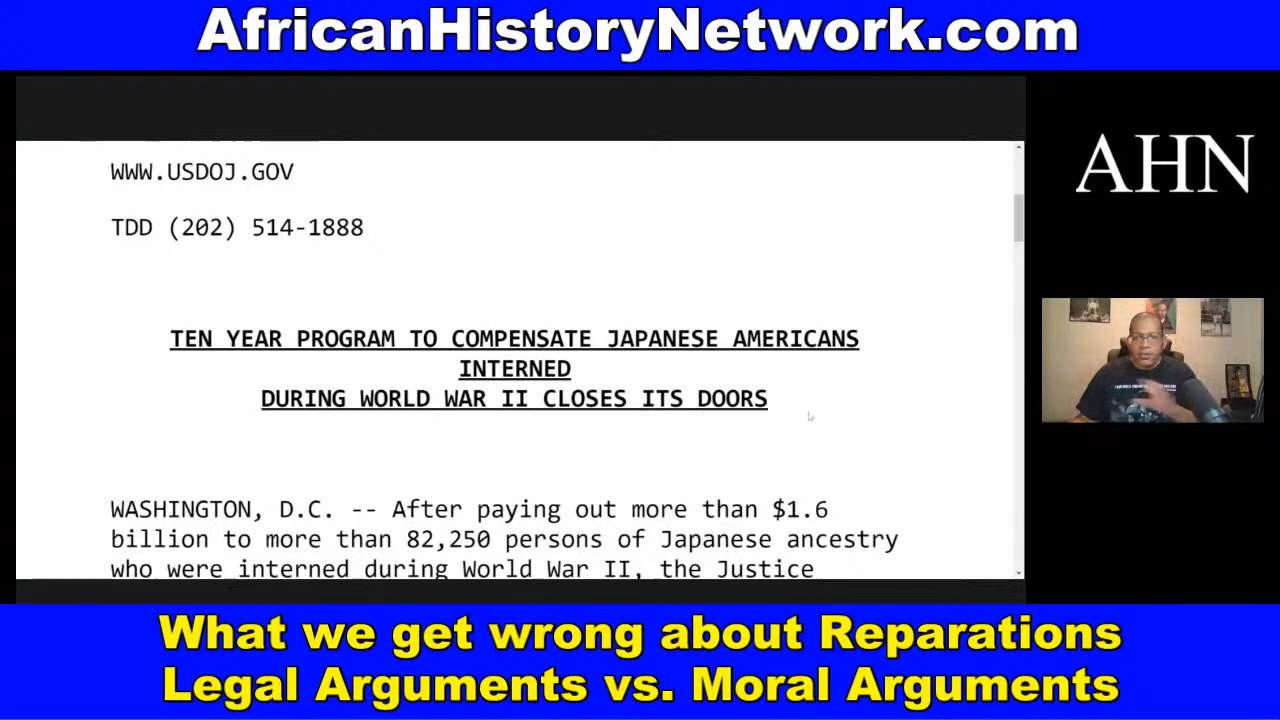 AfricanHistoryNetwork.com
WWW.USDOJ.GOV
TDD (202) 514-1888
TEN YEAR PROGRAM TO COMPENSATE JAPANESE AMERICANS
INTERNED
DURING WORLD WAR II CLOSES ITS DOORS
WASHINGTON, D.C. -- After paying out more than $1.6
billion to more than 82,250 persons of Japanese ancestry
who were interned during World War II, the Justice
AHN
What we get wrong about Reparations
Legal Arguments vs. Moral Arguments